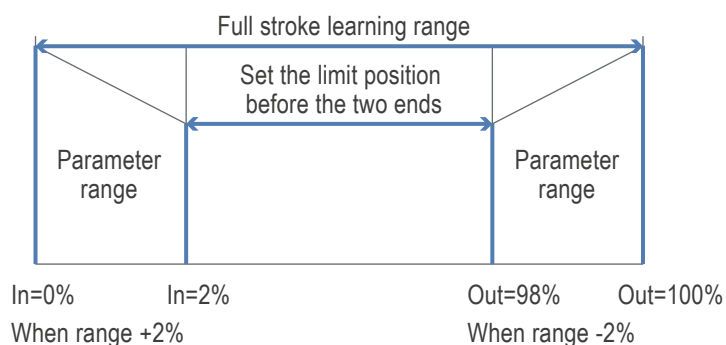 Full stroke learning range
Set the limit position
before the two ends
Parameter
range
Parameter
range
In=0%
In=2%
Out=98%
Out=100%
When range +2%
When range -2%